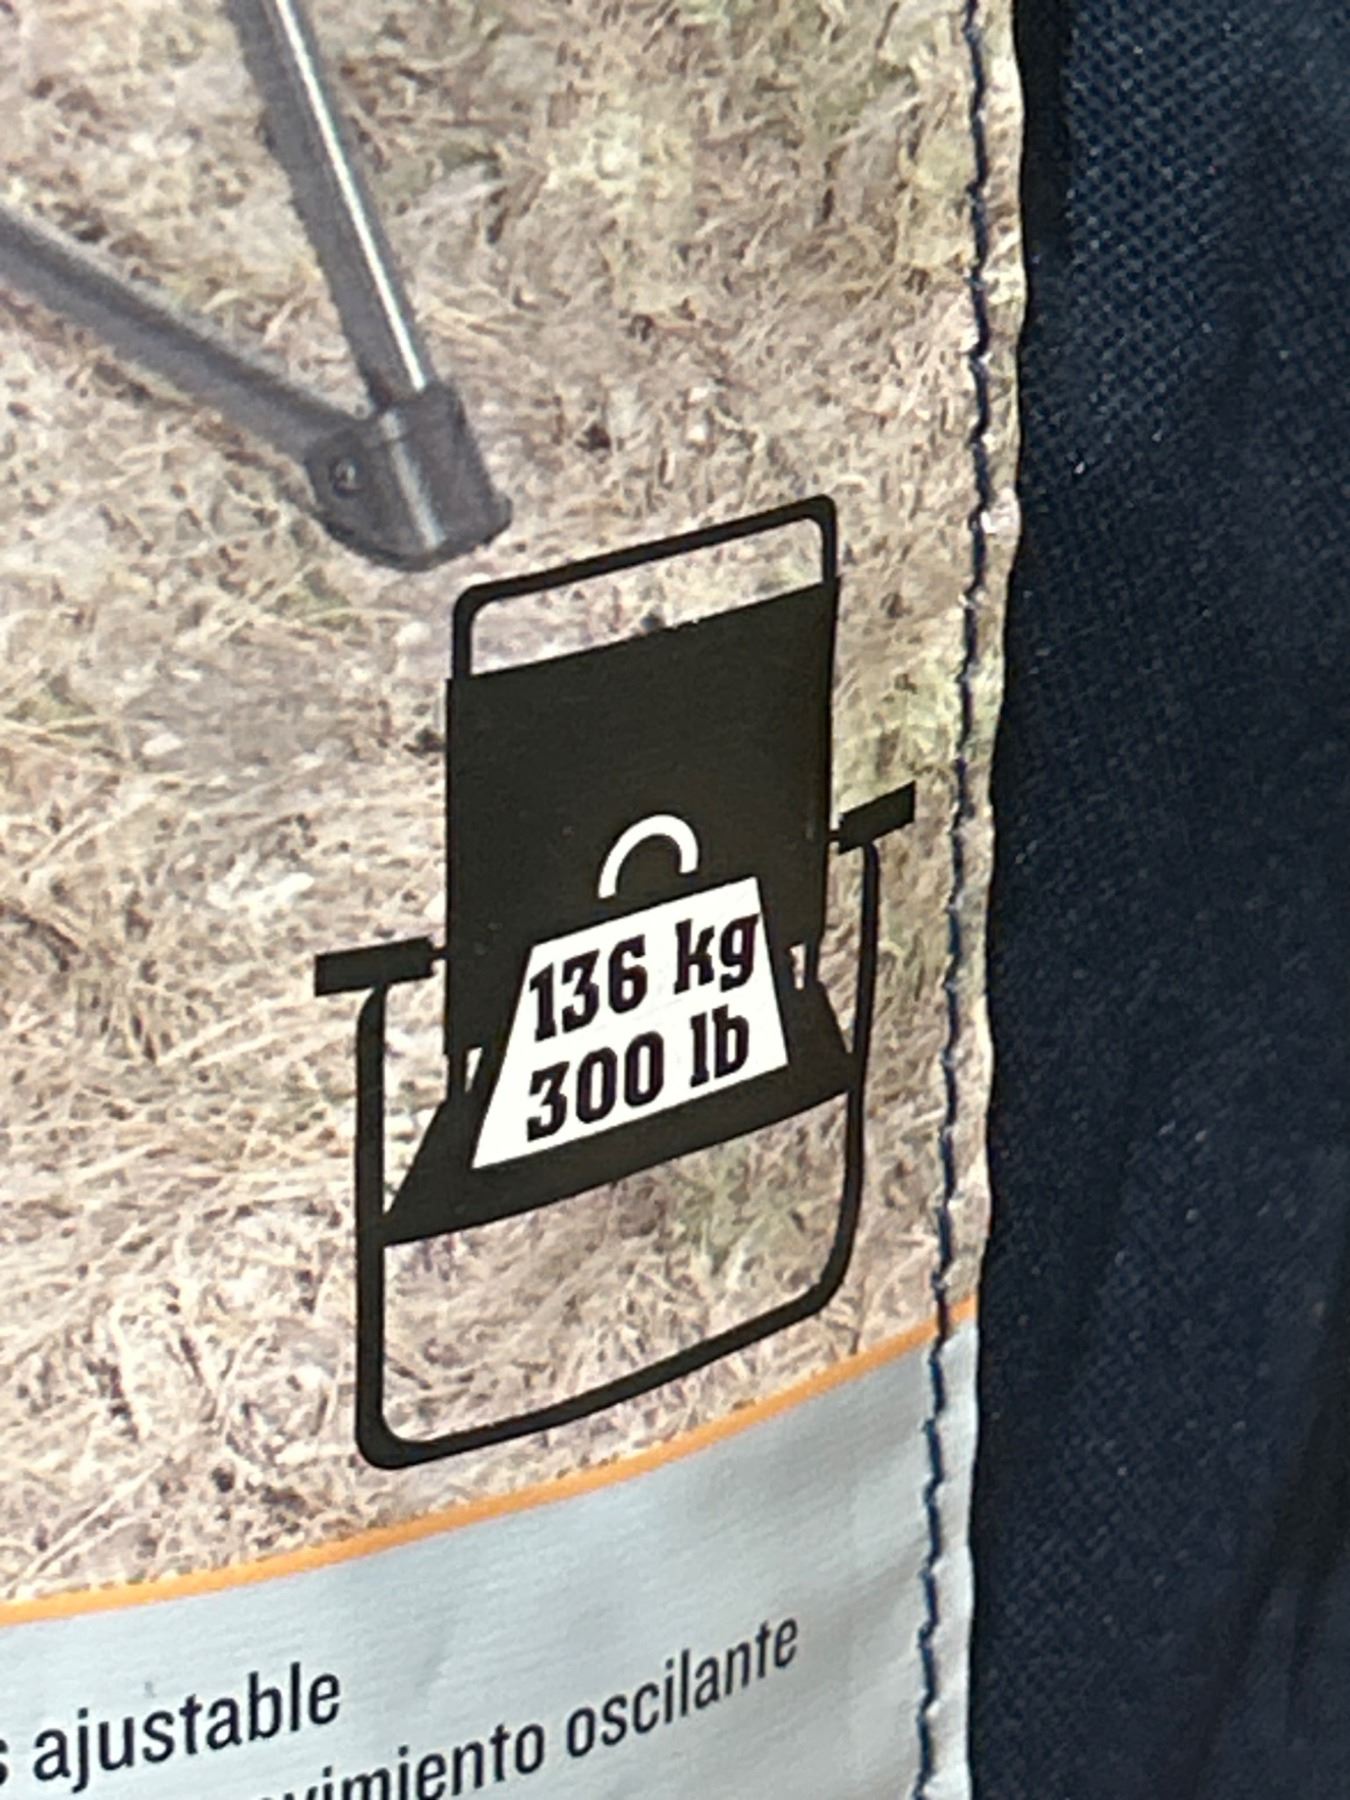 136 kg
300 lb
ajustable
oscilante